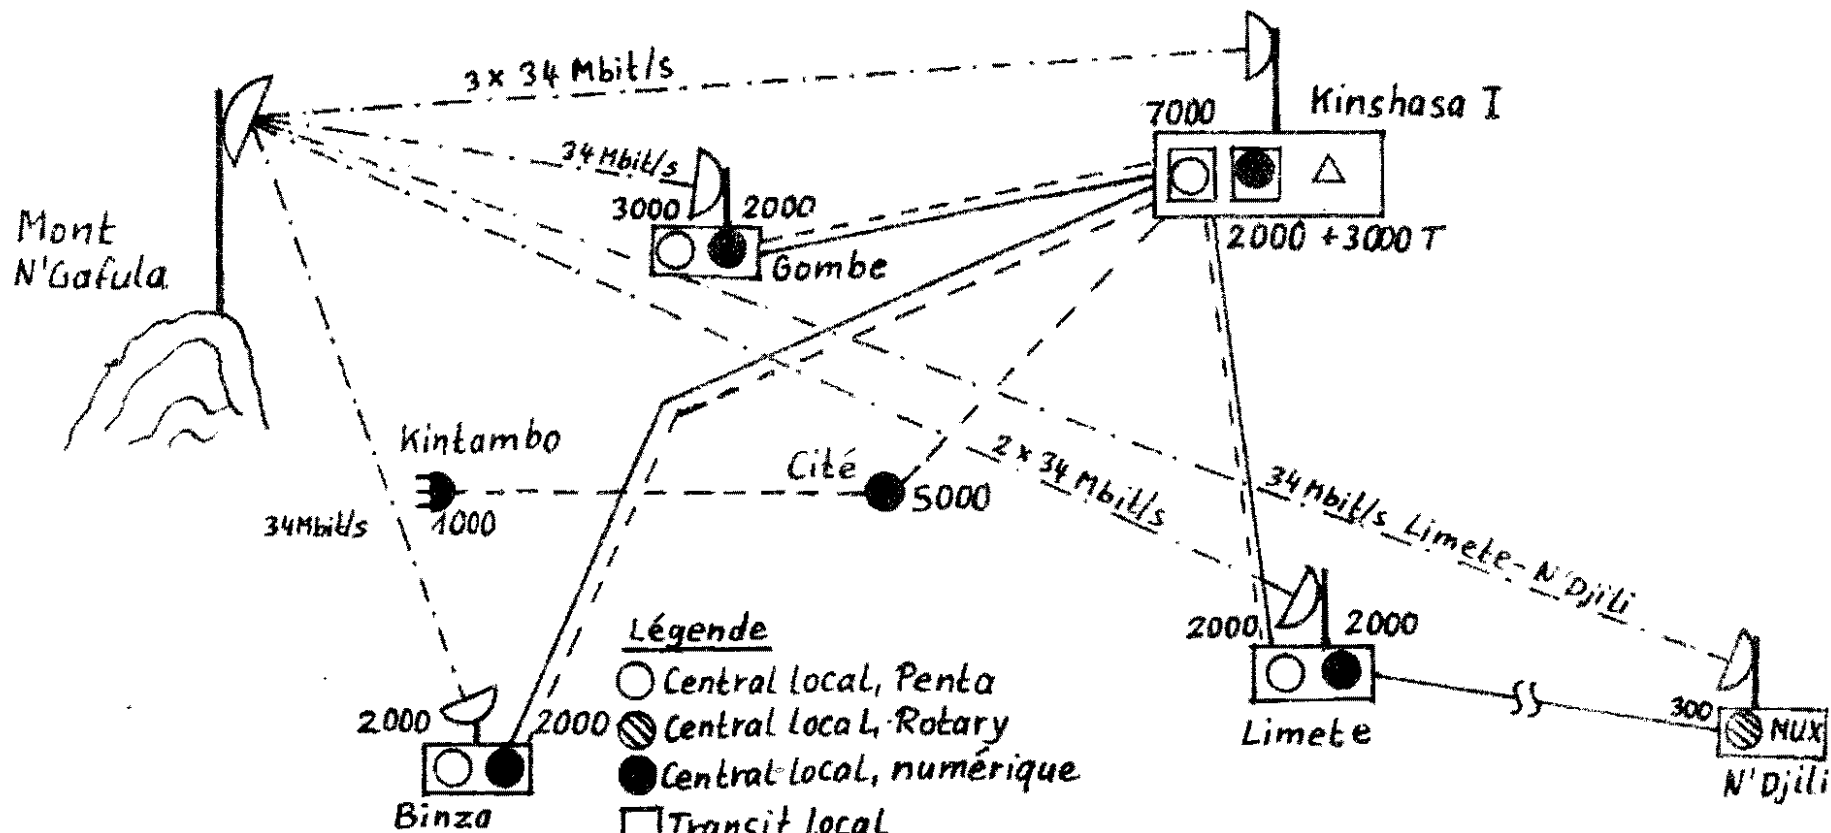 3 x 34 Mbit/s
Kinshasa I
7000
34 Mbit/s
3000
2000
2000 + 3000 T
Mont
N'Gafula
Gombe
Kintambo
Cité
5000
1000
34Mbit/s
2 x 34 Mbit/s
34 Mbit/s Limete - N'Djili
2000
2000
Limete
300
MUX
N'Djili
2000
2000
Binza
Légende
Central local, Penta
Central local, Rotary
Central local, numérique
Transit local